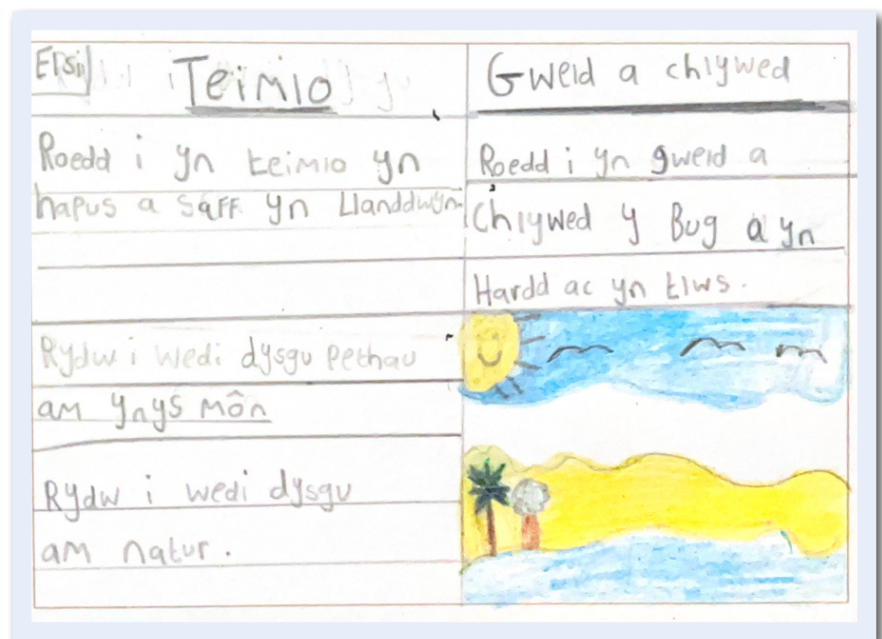 Elsi
Teimlo
Roedd i yn teimlo yn
hapus a saff yn Llanddwyn.
Rydw i wedi dysgu pethau
am ynys môn
Rydw i wedi dysgu
am natur.
Gweld a chlywed
Roedd i yn gweld a
Chlywed y Bug a yn
Hardd ac yn tlws.